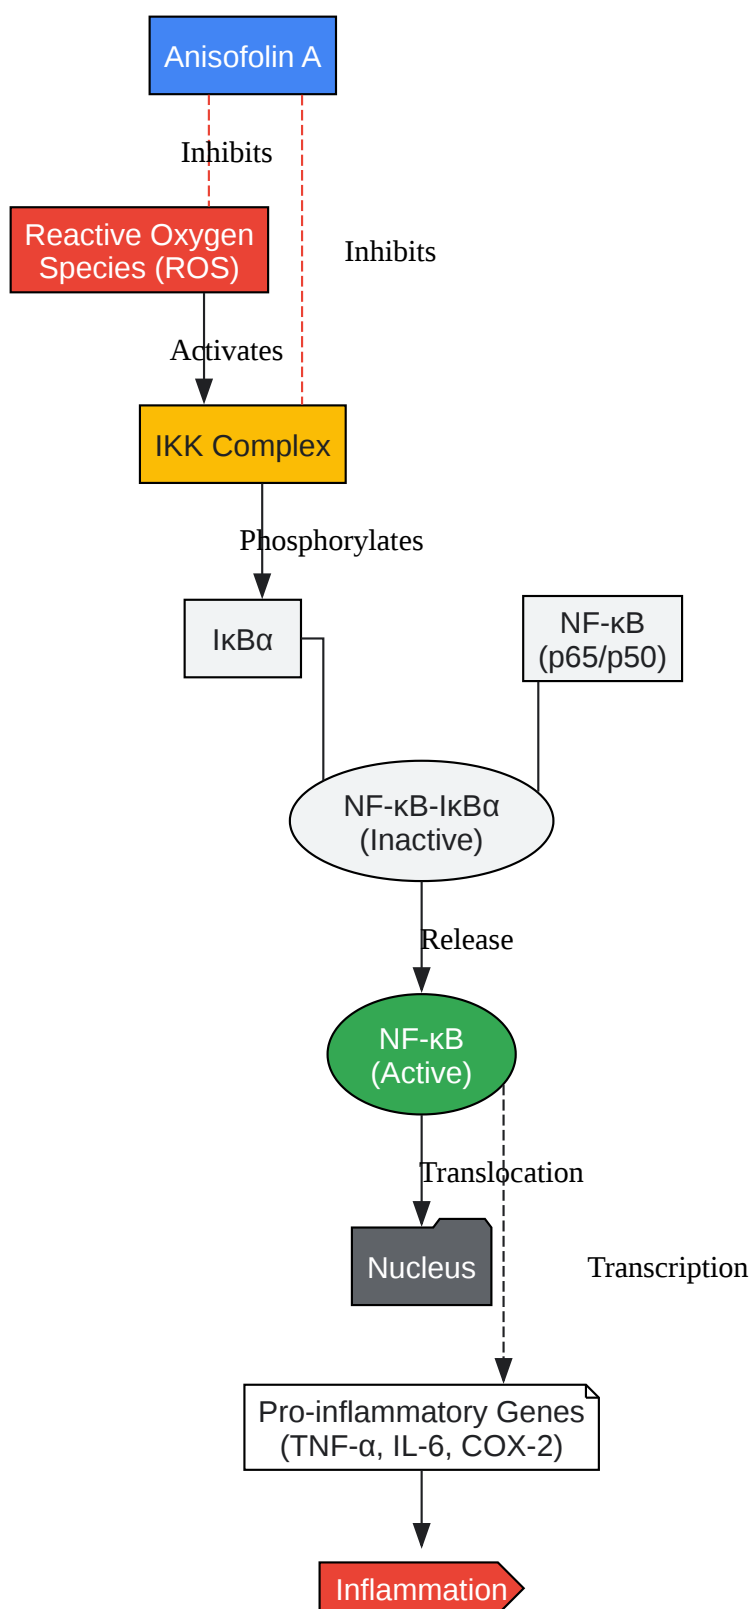 Anisofolin A
Inhibits
Reactive Oxygen
Species (ROS)
Inhibits
Activates
IKK Complex
Phosphorylates
IκBα
NF-κB
(p65/p50)
NF-κB-IκBα
(Inactive)
Release
NF-κB
(Active)
Translocation
Nucleus
Transcription
Pro-inflammatory Genes
(TNF-α, IL-6, COX-2)
Inflammation